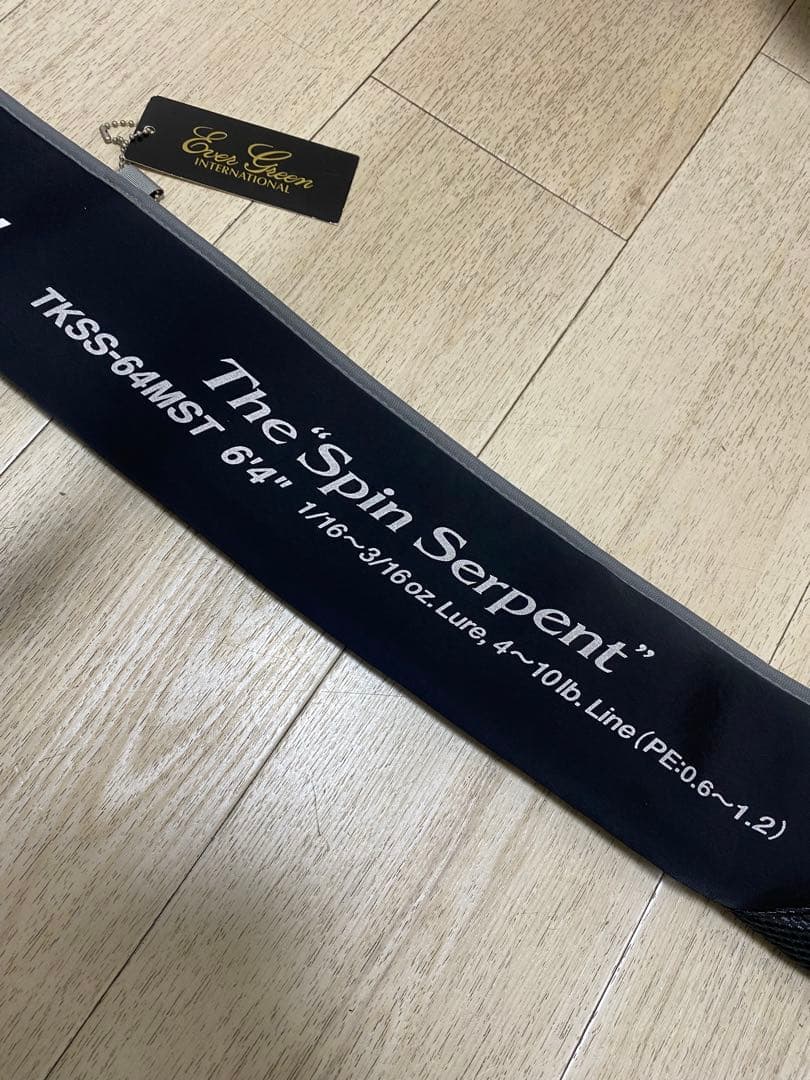 Ever Green
INTERNATIONAL
The “Spin Serpent”
TKSS-64MST 6'4" 1/16〜3/16oz. Lure, 4〜10lb. Line (PE:0.6〜1.2)